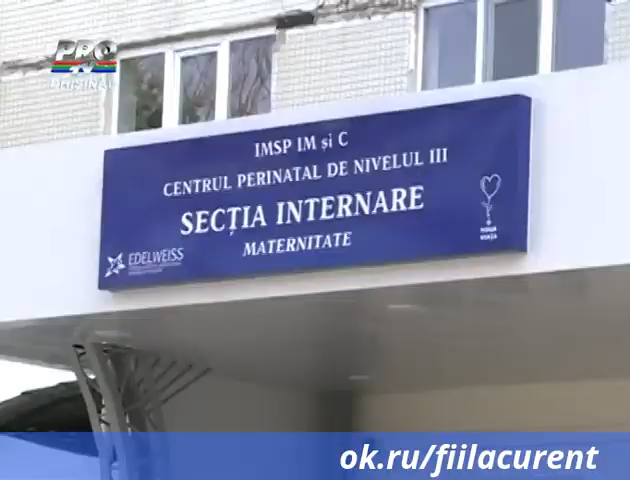 PRO
TV
CHIȘINĂU
IMSP IM și C
CENTRUL PERINATAL DE NIVELUL III
SECȚIA INTERNARE
MATERNITATE
EDELWEISS
ok.ru/fiilacurent